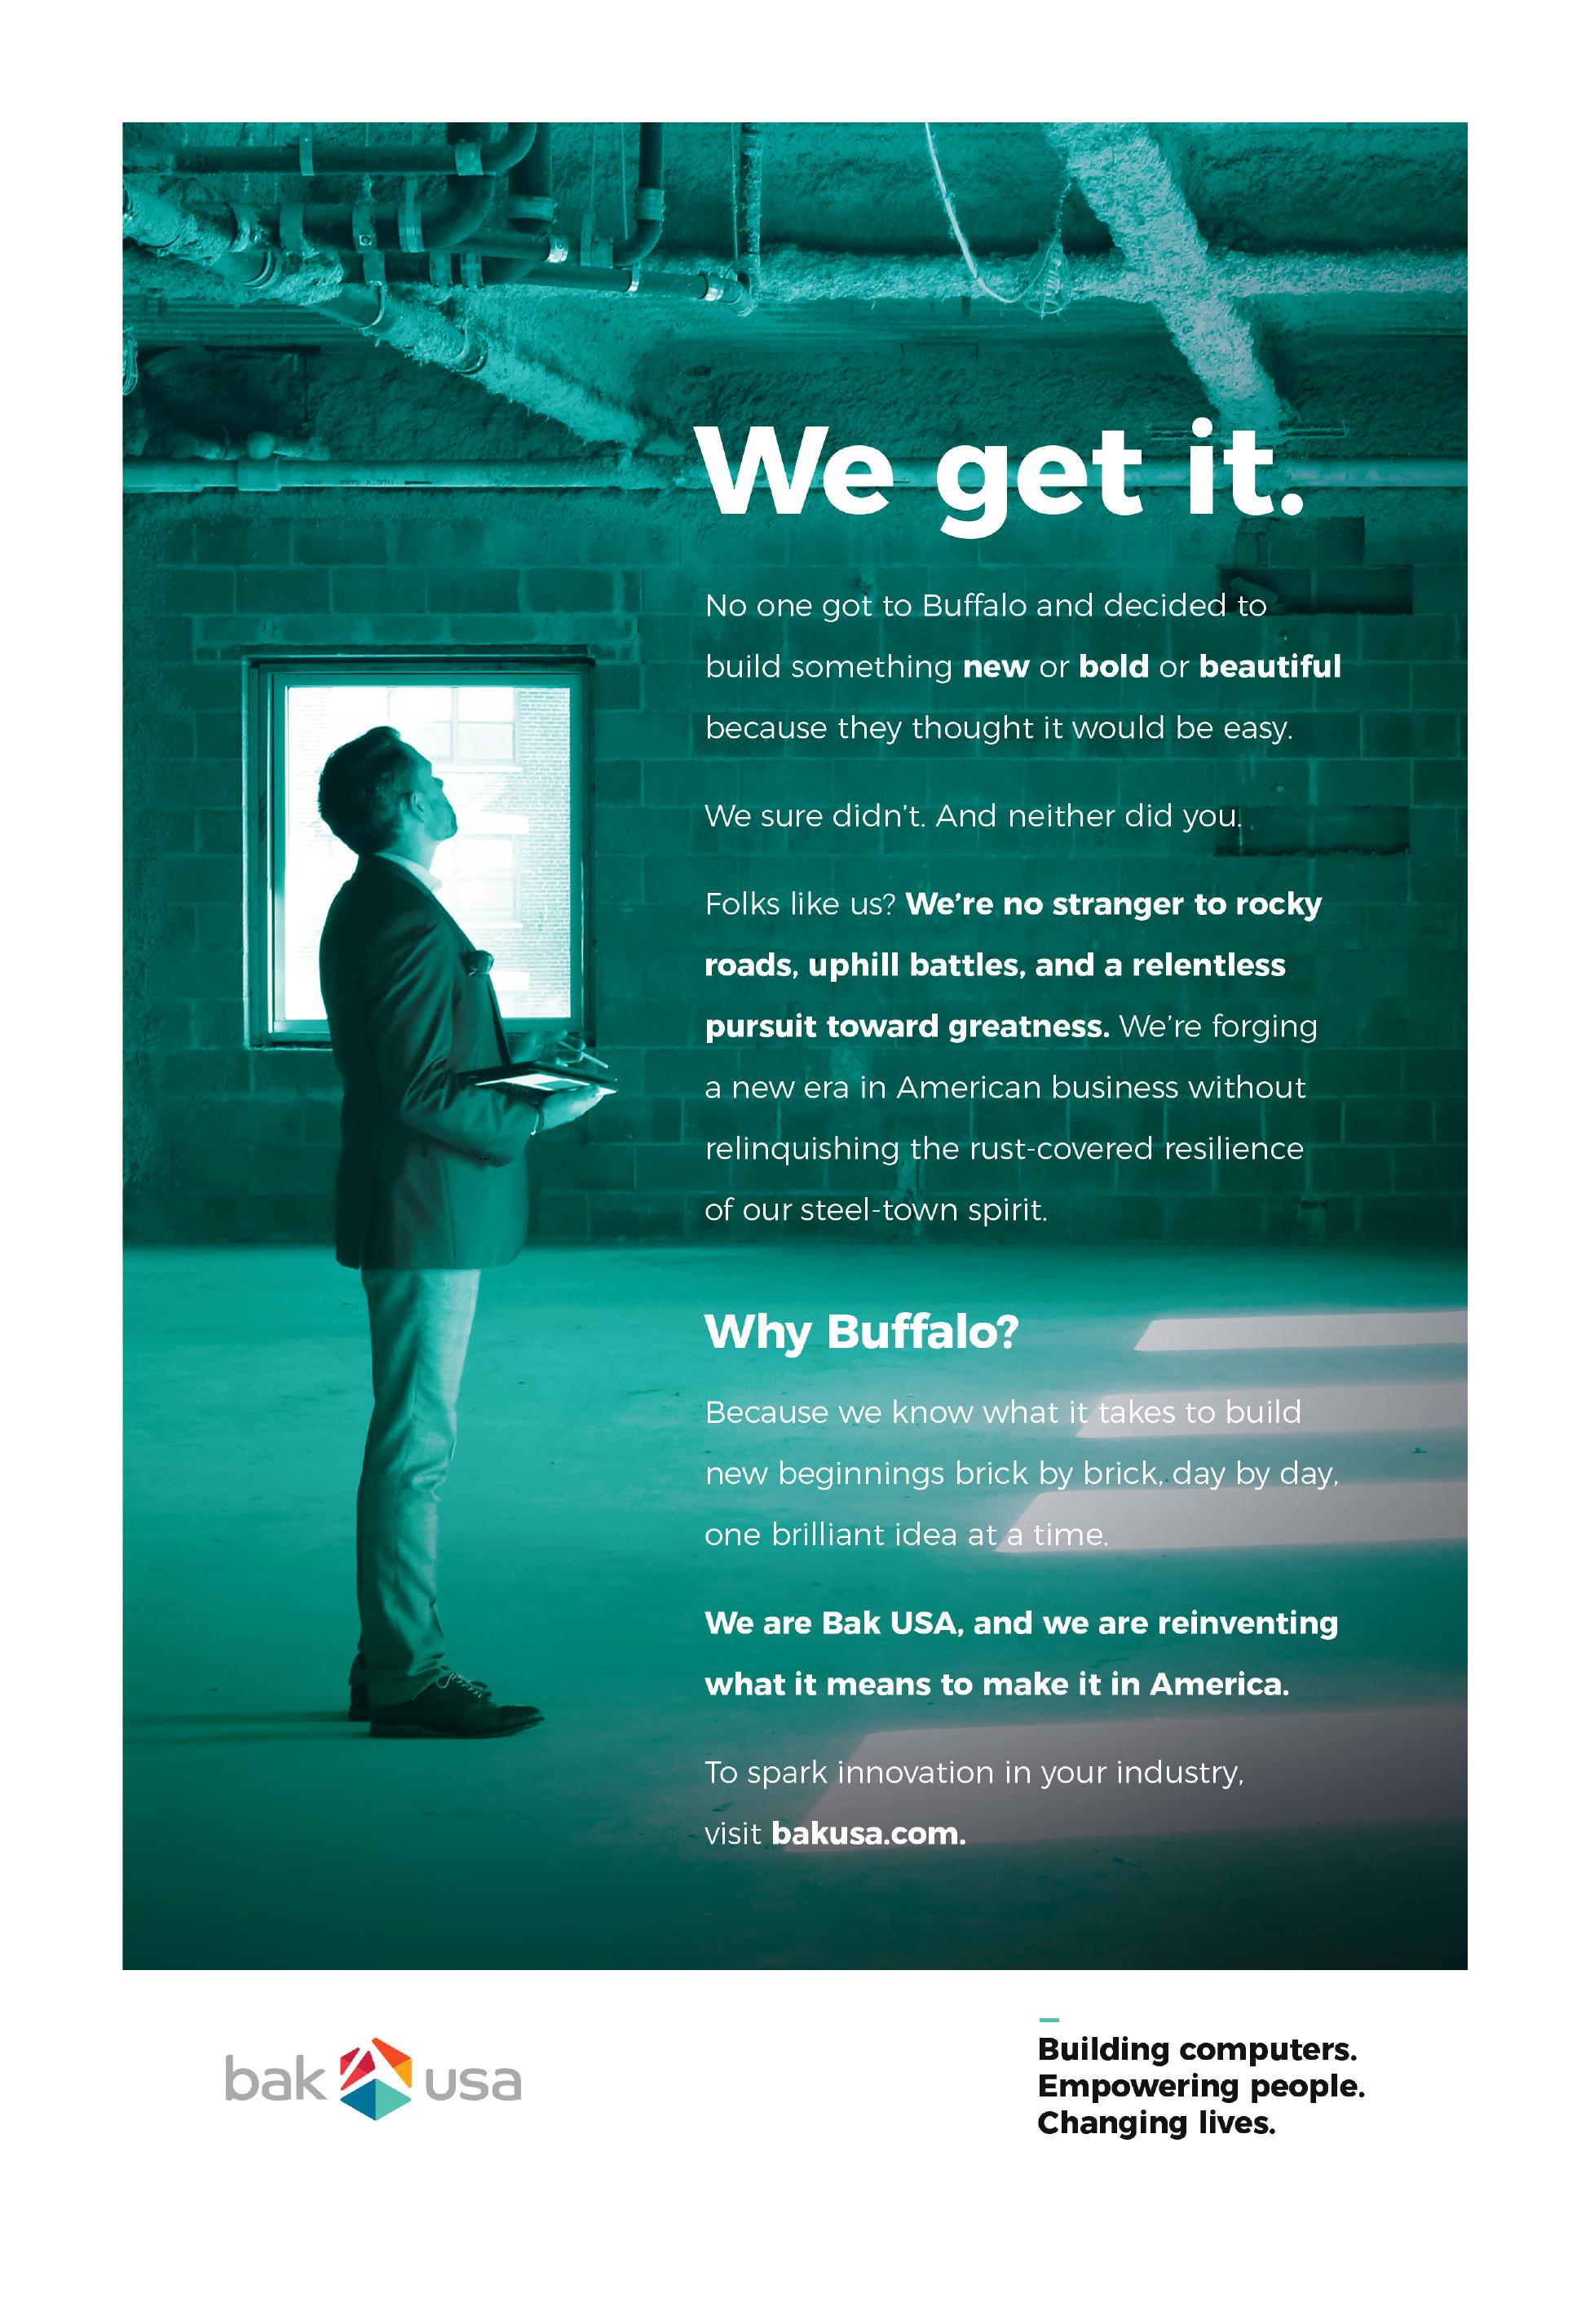 We get it.
No one got to Buffalo and decided to
build something new or bold or beautiful
because they thought it would be easy.
We sure didn't. And neither did you.
Folks like us? We're no stranger to rocky
roads, uphill battles, and a relentless
pursuit toward greatness. We're forging
a new era in American business without
relinquishing the rust-covered resilience
of our steel-town spirit.
Why Buffalo?
Because we know what it takes to build
new beginnings brick by brick, day by day,
one brilliant idea at a time.
We are Bak USA, and we are reinventing
what it means to make it in America.
To spark innovation in your industry,
visit bakusa.com.
bak usa
Building computers.
Empowering people.
Changing lives.